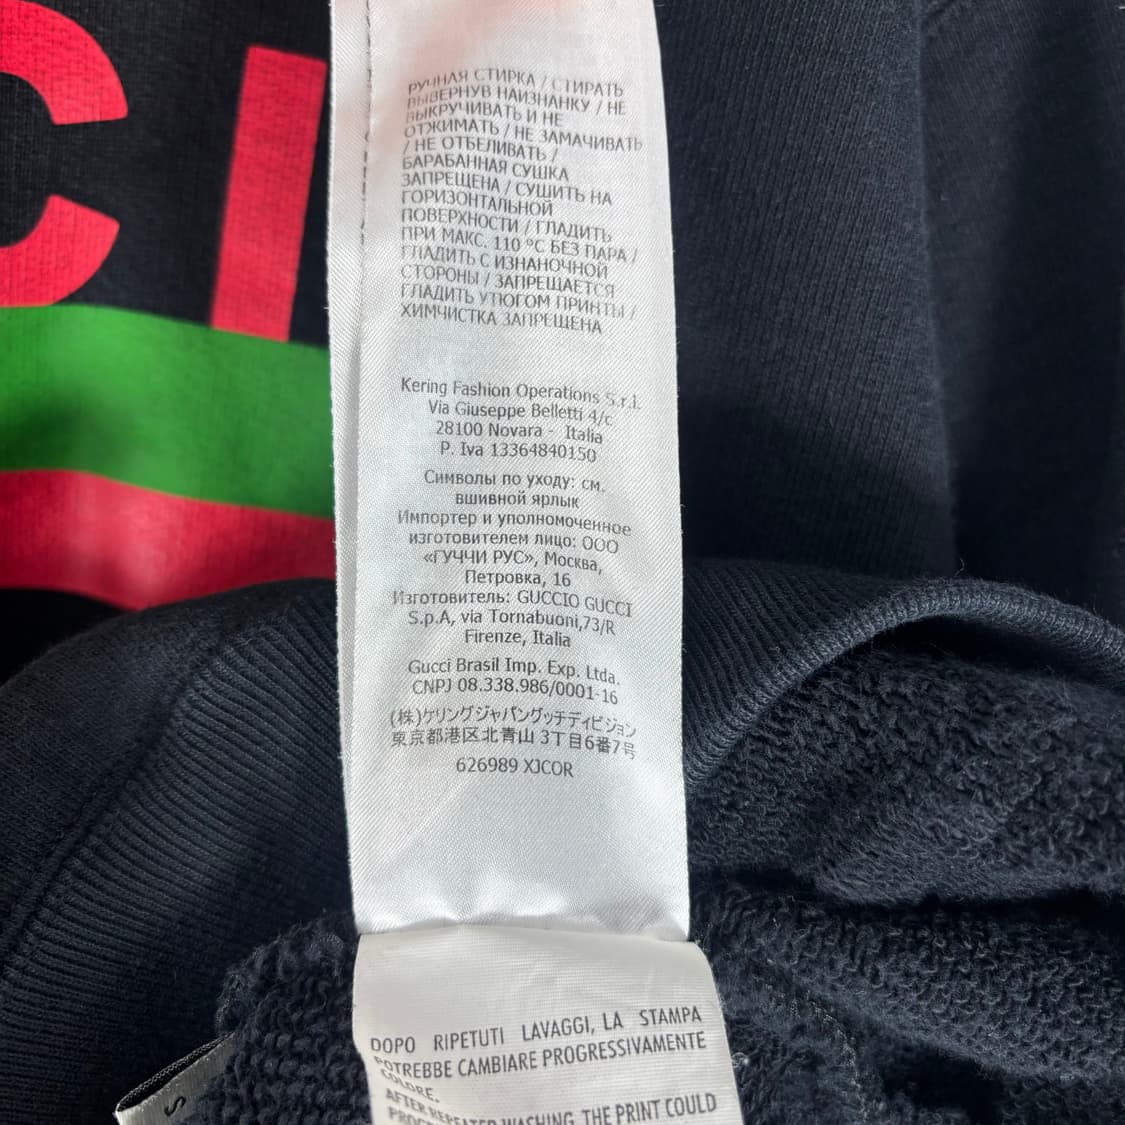 CI
РУЧНАЯ СТИРКА / СТИРАТЬ
ВЫВЕРНУВ НАИЗНАНКУ / НЕ
ВЫКРУЧИВАТЬ И НЕ
ОТЖИМАТЬ / НЕ ЗАМАЧИВАТЬ
/ НЕ ОТБЕЛИВАТЬ /
БАРАБАННАЯ СУШКА
ЗАПРЕЩЕНА / СУШИТЬ НА
ГОРИЗОНТАЛЬНОЙ
ПОВЕРХНОСТИ / ГЛАДИТЬ
ПРИ МАКС. 110 °C БЕЗ ПАРА /
ГЛАДИТЬ С ИЗНАНОЧНОЙ
СТОРОНЫ / ЗАПРЕЩАЕТСЯ
ГЛАДИТЬ УТЮГОМ ПРИНТЫ /
ХИМЧИСТКА ЗАПРЕЩЕНА
Kering Fashion Operations S.r.l.
Via Giuseppe Belletti 4/c
28100 Novara - Italia
P. Iva 13364840150
Символы по уходу: см.
вшивной ярлык
Импортер и уполномоченное
изготовителем лицо: ООО
«ГУЧЧИ РУС», Москва,
Петровка, 16
Изготовитель: GUCCIO GUCCI
S.p.A, via Tornabuoni,73/R
Firenze, Italia
Gucci Brasil Imp. Exp. Ltda.
CNPJ 08.338.986/0001-16
(株)ケリングジャパングッチディビジョン
東京都港区北青山 3丁目6番7号
626989 XJCOR
DOPO RIPETUTI LAVAGGI, LA STAMPA
POTREBBE CAMBIARE PROGRESSIVAMENTE
COLORE.
AFTER REPEATED WASHING, THE PRINT COULD
S